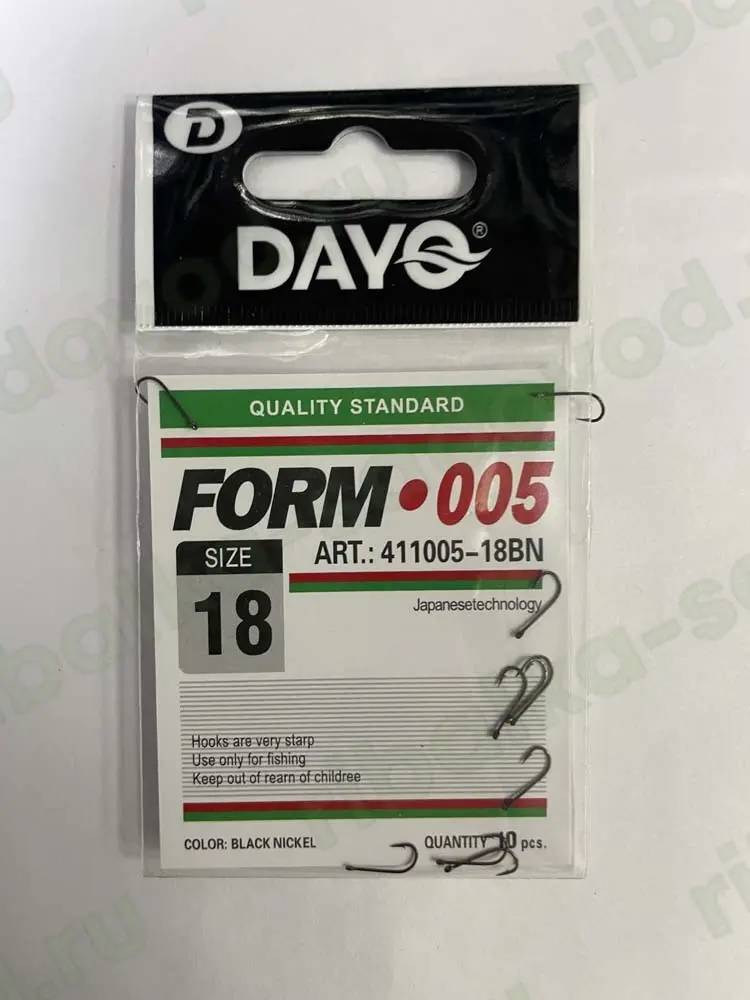 D
DAYO®
QUALITY STANDARD
FORM•005
SIZE
18
ART.: 411005-18BN
Japanesetechnology
Hooks are very starp
Use only for fishing
Keep out of rearn of childree
COLOR: BLACK NICKEL
QUANTITY 10 pcs.